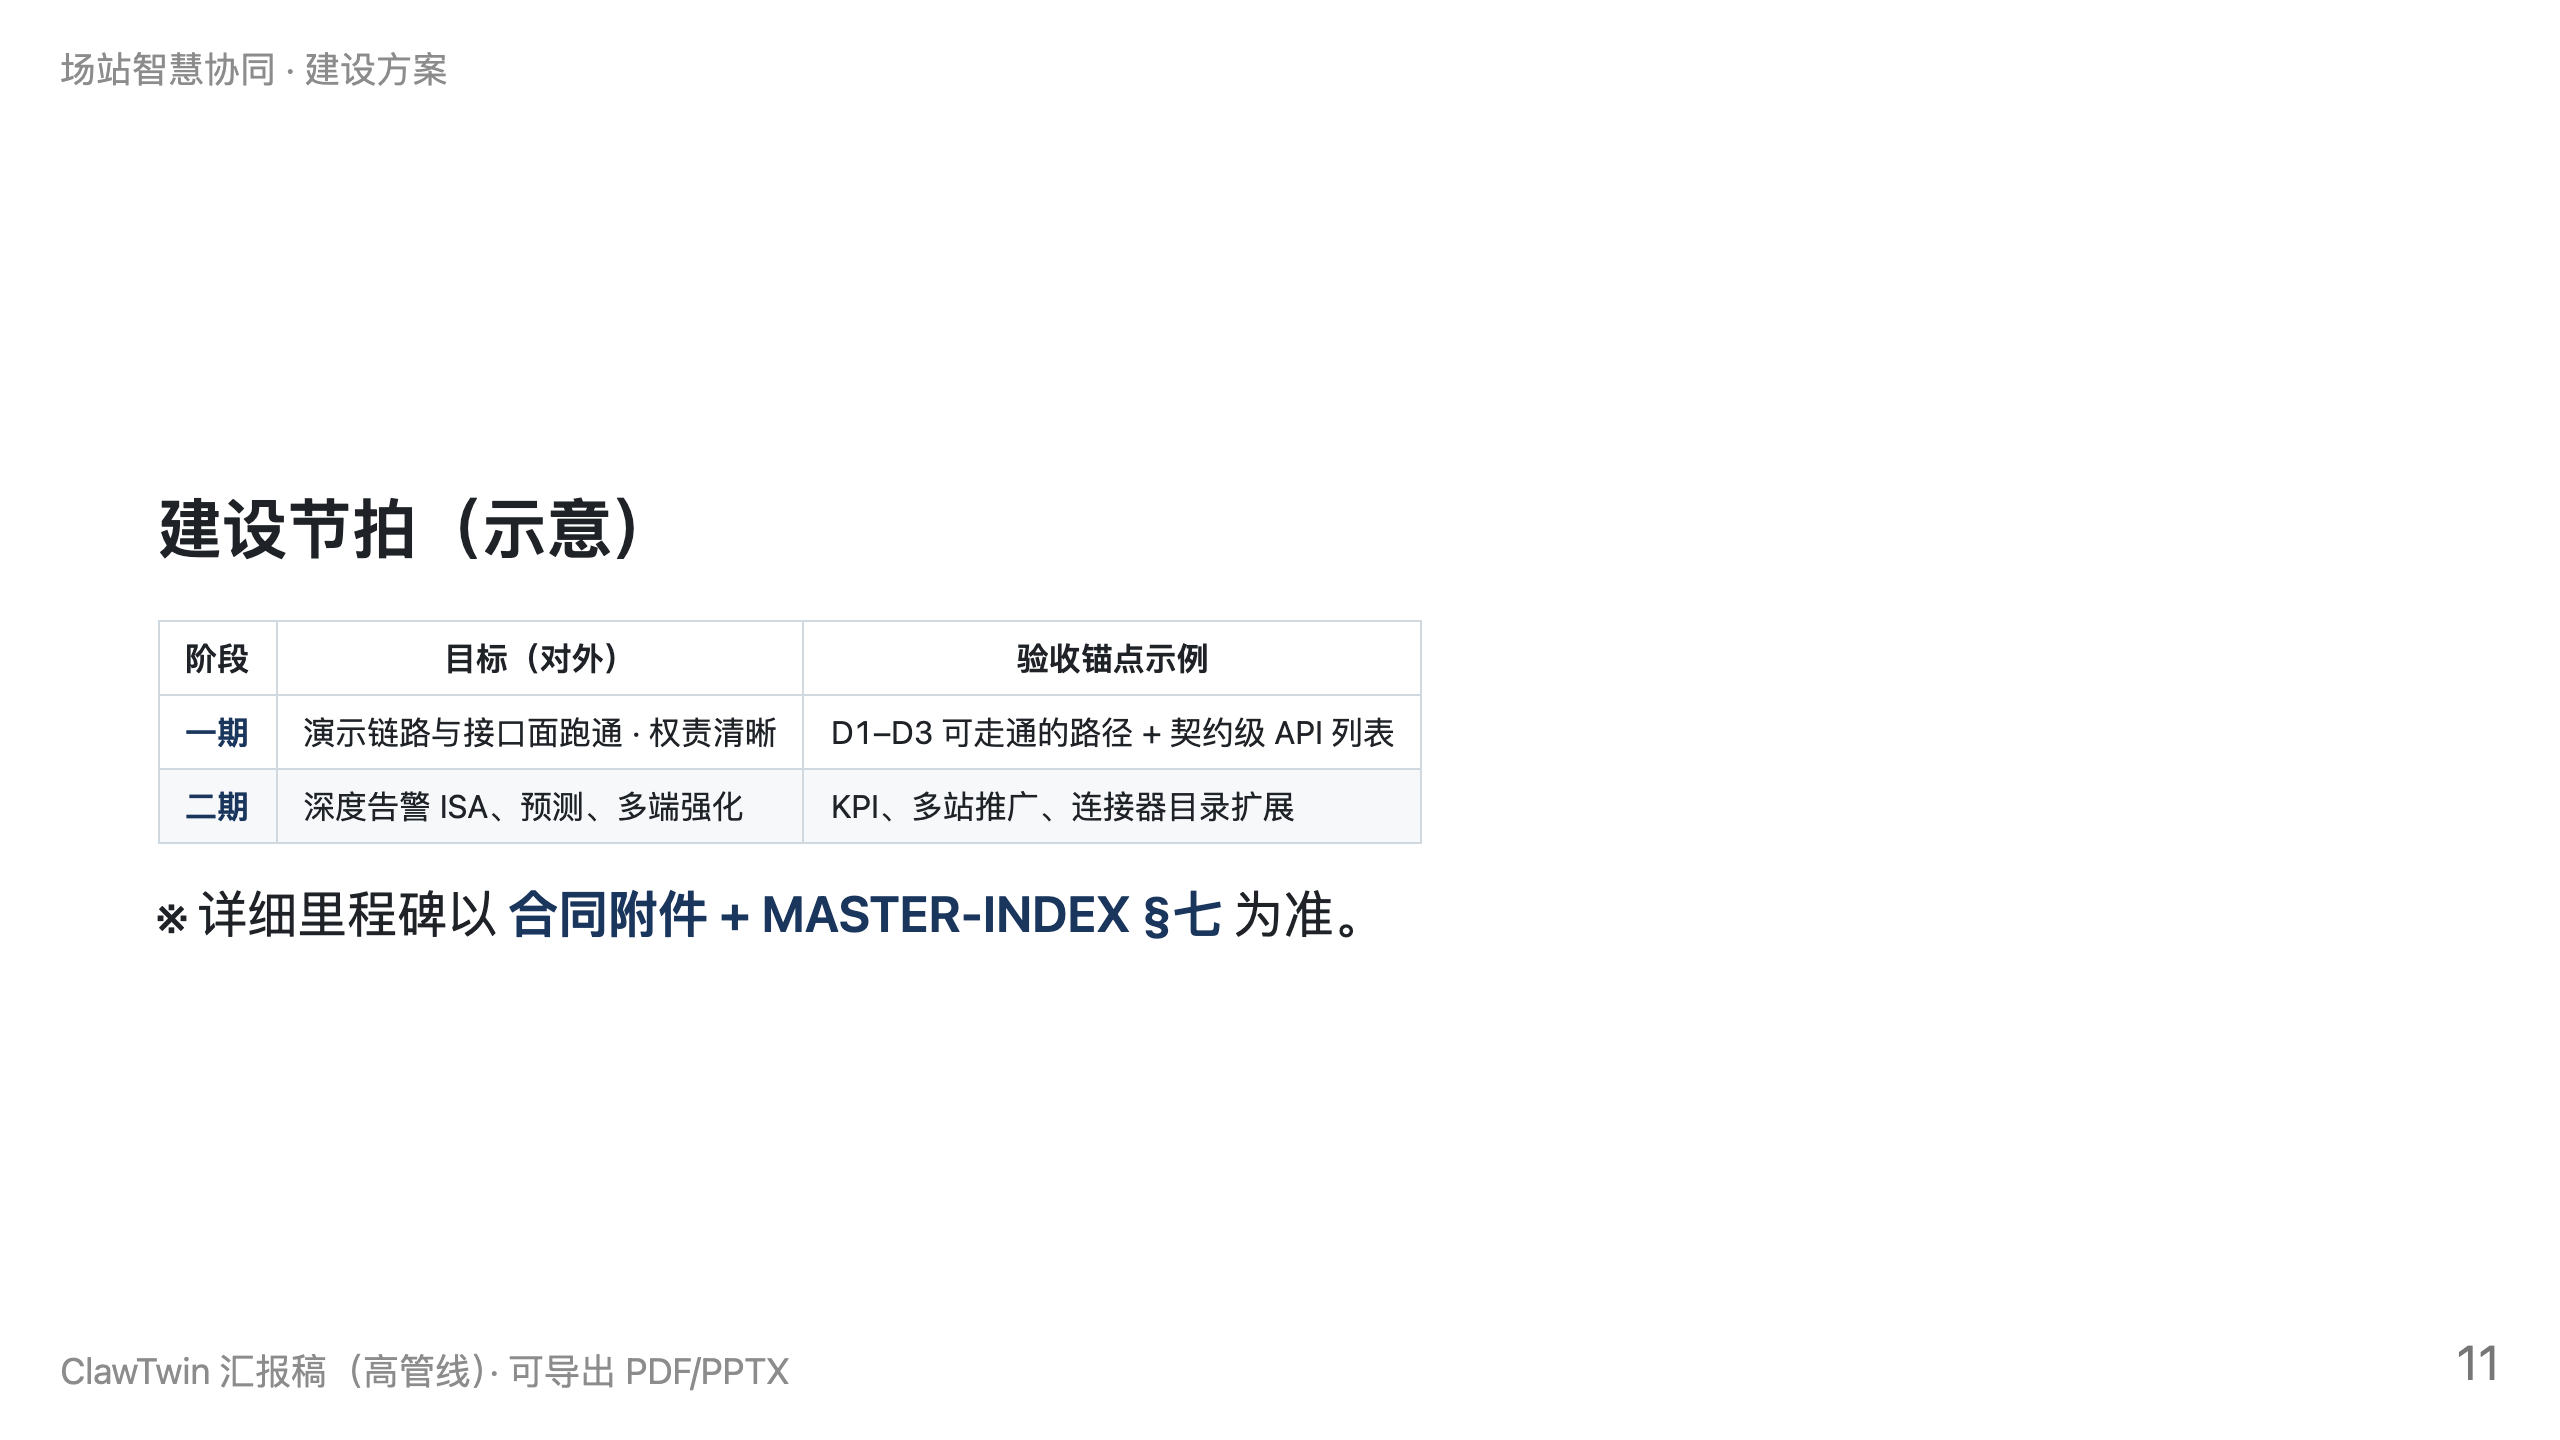 场站智慧协同 · 建设方案
建设节拍（示意）
阶段 目标（对外） 验收锚点示例
一期 演示链路与接口面跑通 · 权责清晰 D1–D3 可走通的路径 + 契约级 API 列表
二期 深度告警 ISA、预测、多端强化 KPI、多站推广、连接器目录扩展
※ 详细里程碑以 合同附件 + MASTER-INDEX §七 为准。
ClawTwin 汇报稿（高管线）· 可导出 PDF/PPTX
11